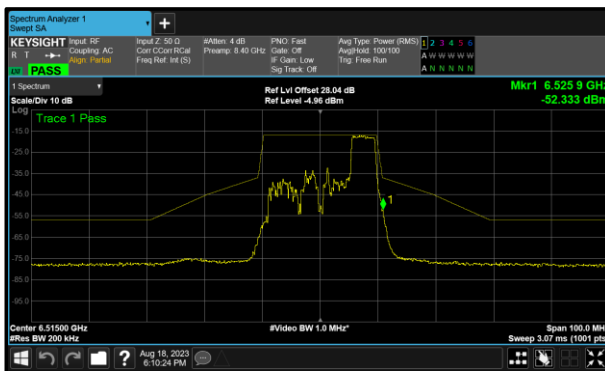 Spectrum Analyzer 1
Swept SA
+
KEYSIGHT
R T
PASS
Input: RF
Coupling: AC
Align: Partial
Input Z: 50 Ω
Corr CCorr RCal
Freq Ref: Int (S)
#Atten: 4 dB
Preamp: 8.40 GHz
PNO: Fast
Gate: Off
IF Gain: Low
Sig Track: Off
Avg Type: Power (RMS)
Avg|Hold: 100/100
Trig: Free Run
1 2 3 4 5 6
A W W W W W
A N N N N N
1 Spectrum
Scale/Div 10 dB
Ref Lvl Offset 28.04 dB
Ref Level -4.96 dBm
Mkr1 6.525 9 GHz
-52.333 dBm
Log
Trace 1 Pass
-15.0
-25.0
-35.0
-45.0
-55.0
-65.0
-75.0
-85.0
-95.0
1
Center 6.51500 GHz
#Res BW 200 kHz
#Video BW 1.0 MHz*
Span 100.0 MHz
Sweep 3.07 ms (1001 pts)
?
Aug 18, 2023
6:10:24 PM